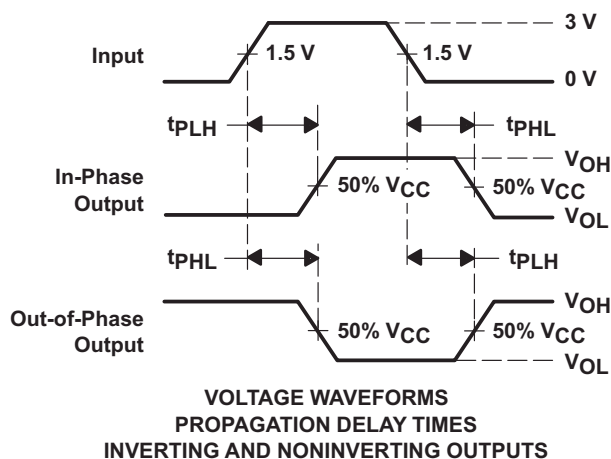 3 V
Input
1.5 V
1.5 V
0 V
tPLH
tPHL
In-Phase
Output
VOH
50% VCC
50% VCC
VOL
tPHL
tPLH
Out-of-Phase
Output
VOH
50% VCC
50% VCC
VOL
VOLTAGE WAVEFORMS
PROPAGATION DELAY TIMES
INVERTING AND NONINVERTING OUTPUTS